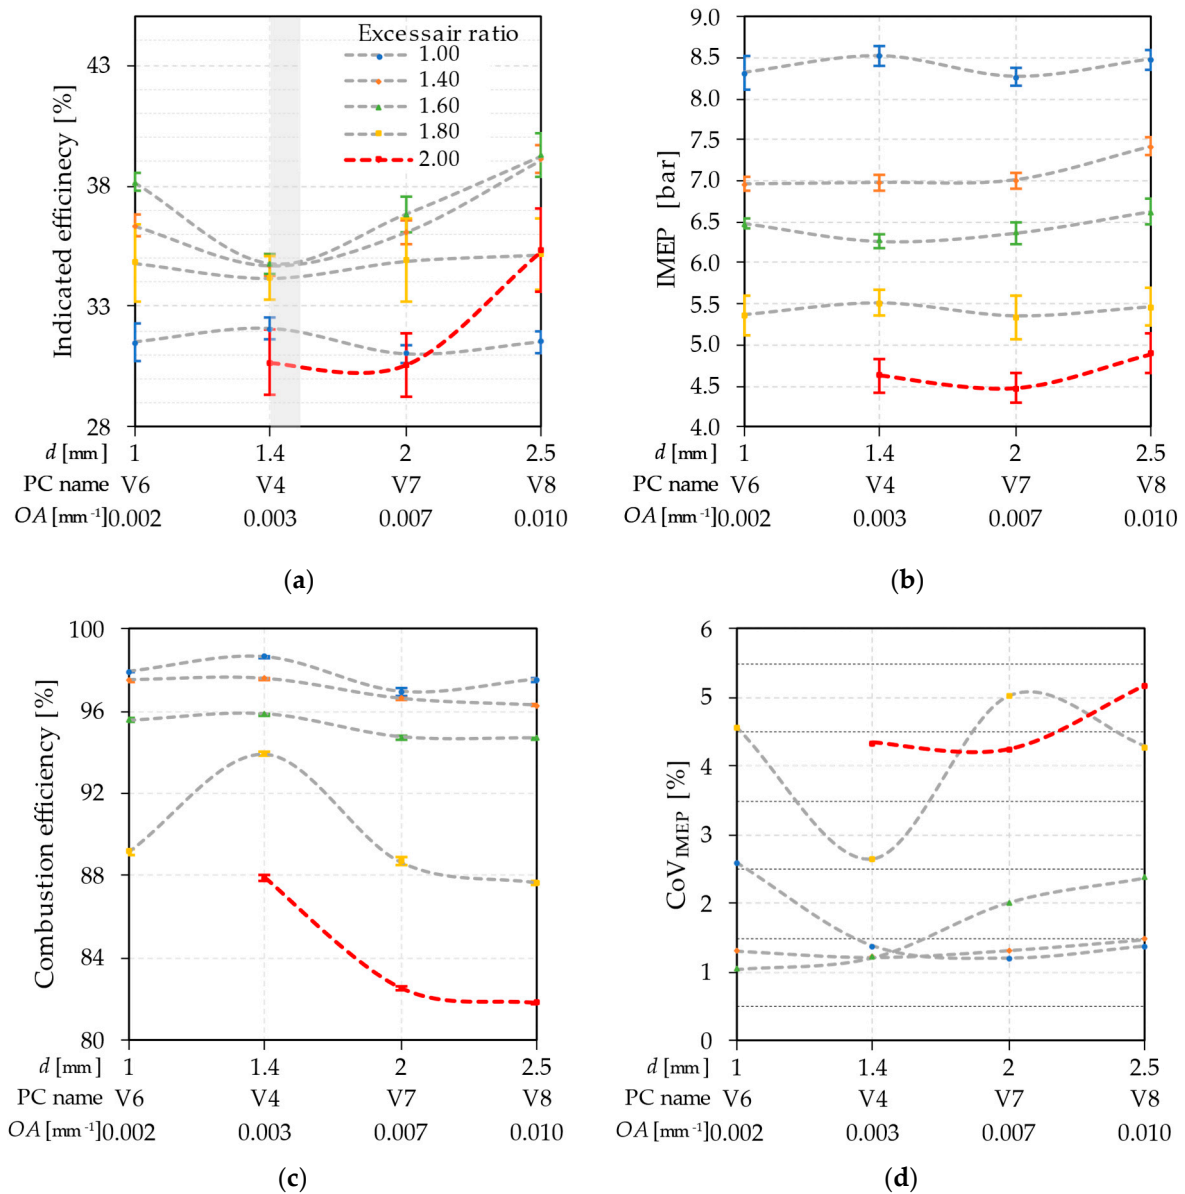 Excessair ratio
1.00
1.40
1.60
1.80
2.00
Indicated efficinecy [%]
43
38
33
28
d [mm] 1 1.4 2 2.5
PC name V6 V4 V7 V8
OA [mm-1] 0.002 0.003 0.007 0.010
(a)
IMEP [bar]
9.0
8.5
8.0
7.5
7.0
6.5
6.0
5.5
5.0
4.5
4.0
d [mm] 1 1.4 2 2.5
PC name V6 V4 V7 V8
OA [mm-1] 0.002 0.003 0.007 0.010
(b)
Combustion efficiency [%]
100
96
92
88
84
80
d [mm] 1 1.4 2 2.5
PC name V6 V4 V7 V8
OA [mm-1] 0.002 0.003 0.007 0.010
(c)
CoVIMEP [%]
6
5
4
3
2
1
0
d [mm] 1 1.4 2 2.5
PC name V6 V4 V7 V8
OA [mm-1] 0.002 0.003 0.007 0.010
(d)